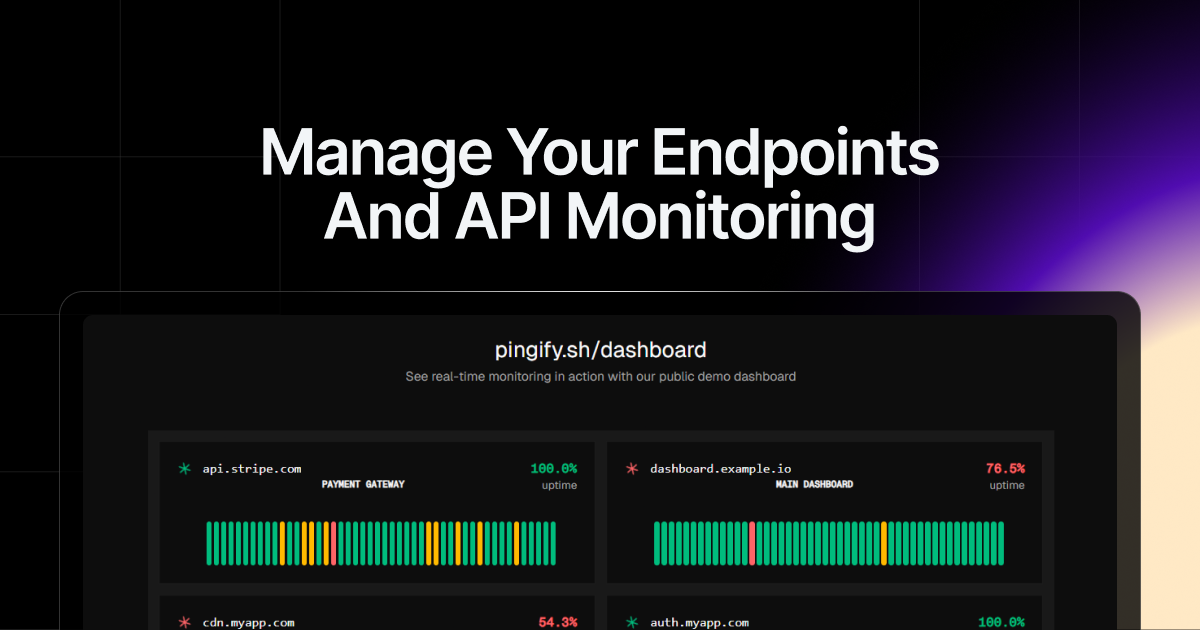 Manage Your Endpoints
And API Monitoring
pingify.sh/dashboard
See real-time monitoring in action with our public demo dashboard
api.stripe.com
100.0%
PAYMENT GATEWAY
uptime
dashboard.example.io
76.5%
MAIN DASHBOARD
uptime
cdn.myapp.com
54.3%
auth.myapp.com
100.0%